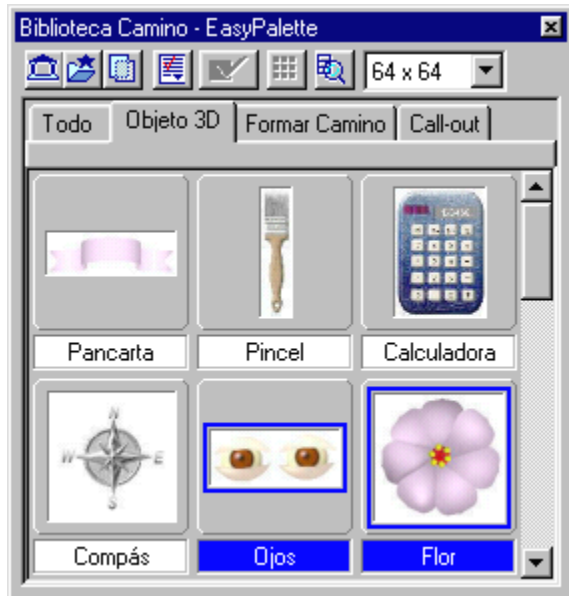 Biblioteca Camino - EasyPalette
64 x 64
Todo Objeto 3D Formar Camino Call-out
Pancarta Pincel Calculadora
N
W E
S
Compás Ojos Flor